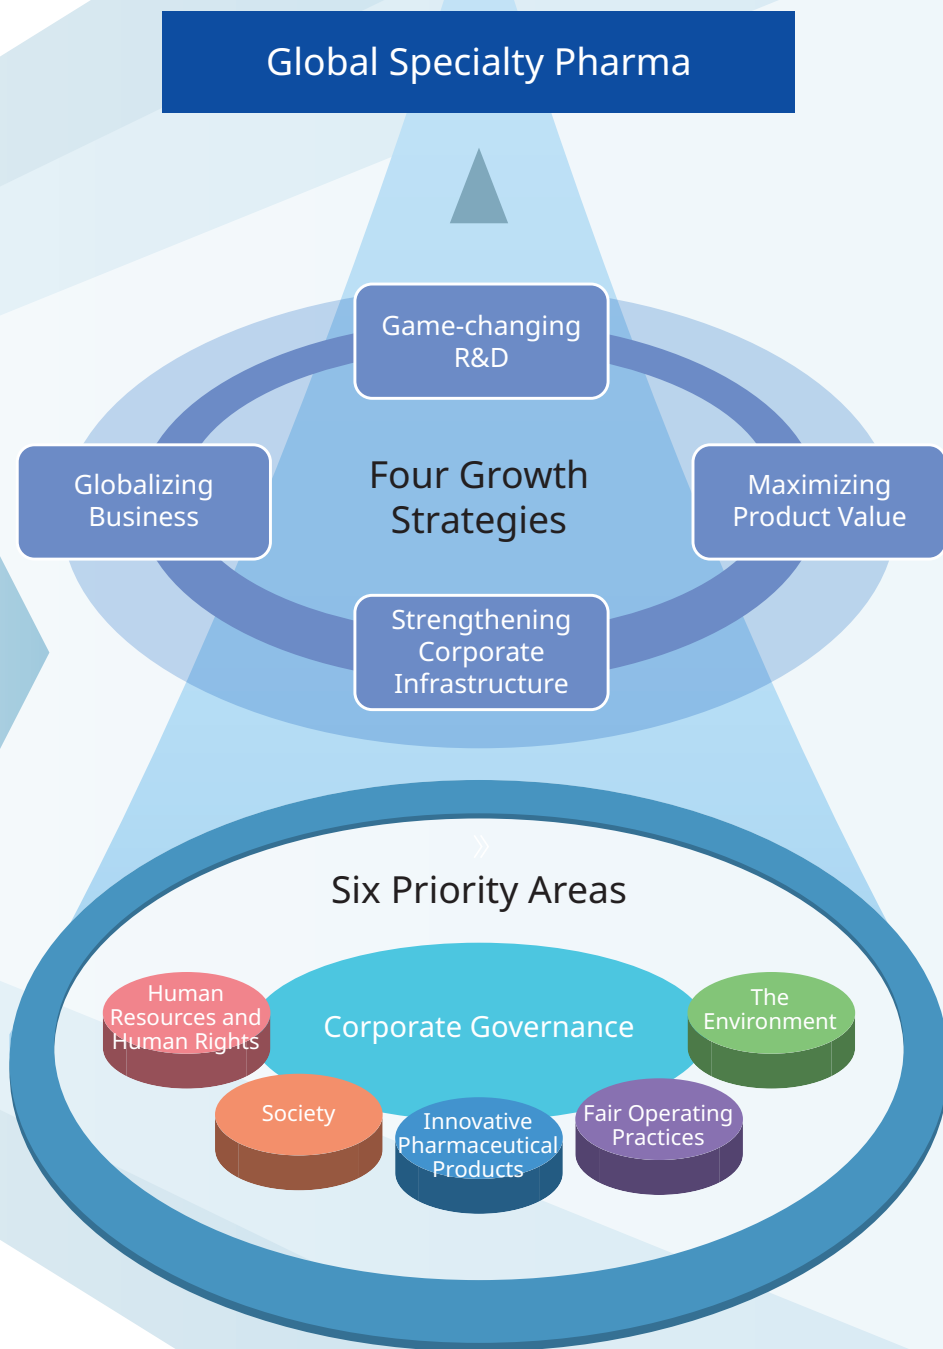 Global Specialty Pharma
Game-changing
R&D
Globalizing
Business
Four Growth
Strategies
Maximizing
Product Value
Strengthening
Corporate
Infrastructure
Six Priority Areas
Human
Resources and
Human Rights
Corporate Governance
The
Environment
Society
Innovative
Pharmaceutical
Products
Fair Operating
Practices